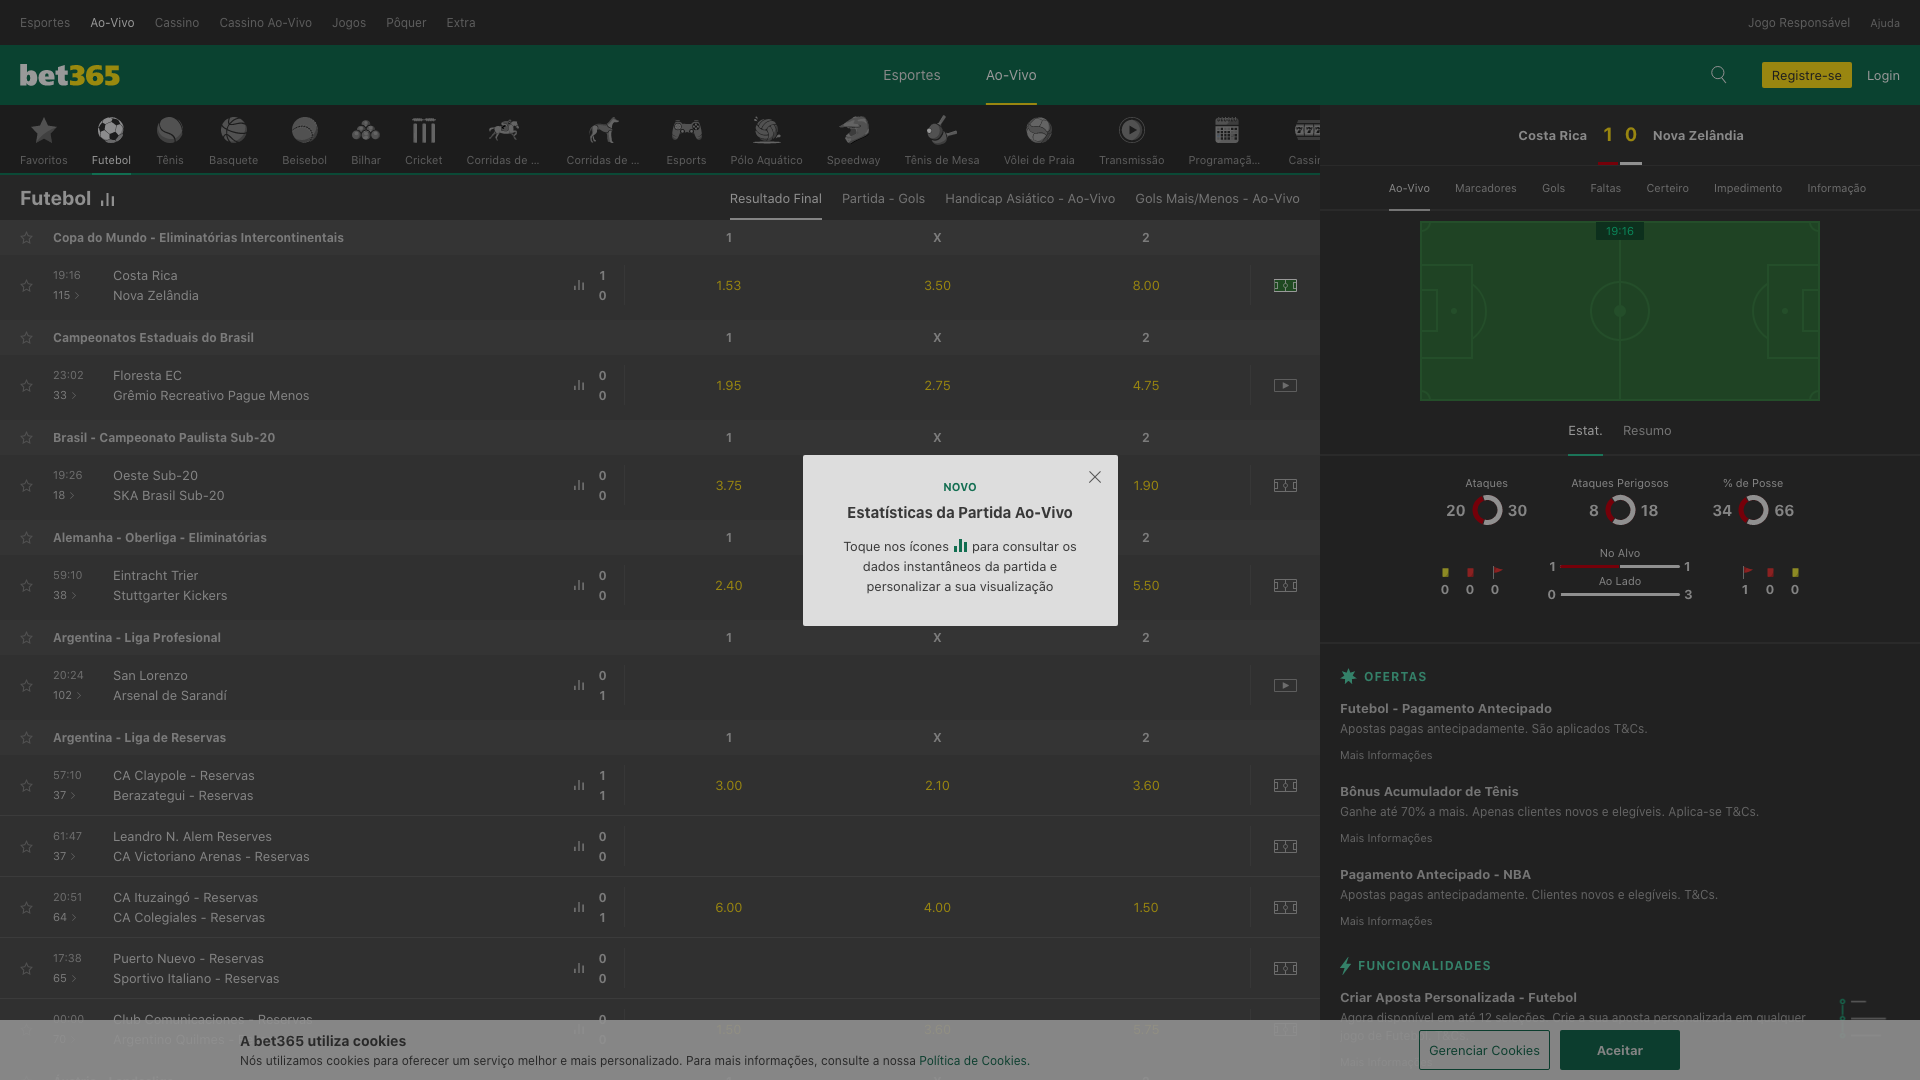 Esportes Ao-Vivo Cassino Cassino Ao-Vivo Jogos Pôquer Extra Jogo Responsável Ajuda
bet365 Esportes Ao-Vivo Registre-se Login
Favoritos Futebol Tênis Basquete Beisebol Bilhar Cricket Corridas de ... Corridas de ... Esports Pólo Aquático Speedway Tênis de Mesa Vôlei de Praia Transmissão Programaçã... Cassin
Futebol Resultado Final Partida - Gols Handicap Asiático - Ao-Vivo Gols Mais/Menos - Ao-Vivo
Copa do Mundo - Eliminatórias Intercontinentais 1 X 2
19:16 Costa Rica 1
115 Nova Zelândia 0
1.53 3.50 8.00
Campeonatos Estaduais do Brasil 1 X 2
23:02 Floresta EC 0
33 Grêmio Recreativo Pague Menos 0
1.95 2.75 4.75
Brasil - Campeonato Paulista Sub-20 1 X 2
19:26 Oeste Sub-20 0
18 SKA Brasil Sub-20 0
3.75 1.90
Alemanha - Oberliga - Eliminatórias 1 2
59:10 Eintracht Trier 0
38 Stuttgarter Kickers 0
2.40 5.50
Argentina - Liga Profesional 1 X 2
20:24 San Lorenzo 0
102 Arsenal de Sarandí 1
Argentina - Liga de Reservas 1 X 2
57:10 CA Claypole - Reservas 1
37 Berazategui - Reservas 1
3.00 2.10 3.60
61:47 Leandro N. Alem Reserves 0
37 CA Victoriano Arenas - Reservas 0
20:51 CA Ituzaingó - Reservas 0
64 CA Colegiales - Reservas 1
6.00 4.00 1.50
17:38 Puerto Nuevo - Reservas 0
65 Sportivo Italiano - Reservas 0
00:00 Club Comunicaciones - Reservas 0
NOVO
Estatísticas da Partida Ao-Vivo
Toque nos ícones para consultar os
dados instantâneos da partida e
personalizar a sua visualização
Costa Rica 1 0 Nova Zelândia
Ao-Vivo Marcadores Gols Faltas Certeiro Impedimento Informação
19:16
Estat. Resumo
Ataques Ataques Perigosos % de Posse
20 30 8 18 34 66
No Alvo
1 1
Ao Lado
0 3
0 0 0 1 0 0
OFERTAS
Futebol - Pagamento Antecipado
Apostas pagas antecipadamente. São aplicados T&Cs.
Mais Informações
Bônus Acumulador de Tênis
Ganhe até 70% a mais. Apenas clientes novos e elegíveis. Aplica-se T&Cs.
Mais Informações
Pagamento Antecipado - NBA
Apostas pagas antecipadamente. Clientes novos e elegíveis. T&Cs.
Mais Informações
FUNCIONALIDADES
Criar Aposta Personalizada - Futebol
Agora disponível em até 12 seleções. Crie a sua aposta personalizada em qualquer
A bet365 utiliza cookies
Nós utilizamos cookies para oferecer um serviço melhor e mais personalizado. Para mais informações, consulte a nossa Política de Cookies.
Gerenciar Cookies Aceitar